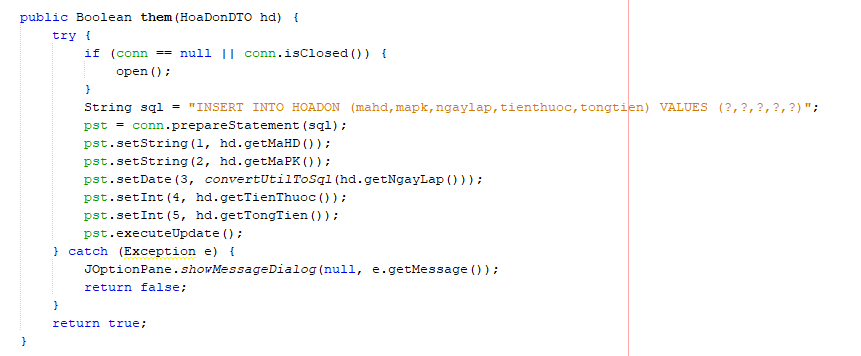 public Boolean them(HoaDonDTO hd) {
    try {
        if (conn == null || conn.isClosed()) {
            open();
        }
        String sql = "INSERT INTO HOADON (mahd,mapk,ngaylap,tienthuoc,tongtien) VALUES (?,?,?,?,?)";
        pst = conn.prepareStatement(sql);
        pst.setString(1, hd.getMaHD());
        pst.setString(2, hd.getMaPK());
        pst.setDate(3, convertUtilToSql(hd.getNgayLap()));
        pst.setInt(4, hd.getTienThuoc());
        pst.setInt(5, hd.getTongTien());
        pst.executeUpdate();
    } catch (Exception e) {
        JOptionPane.showMessageDialog(null, e.getMessage());
        return false;
    }
    return true;
}